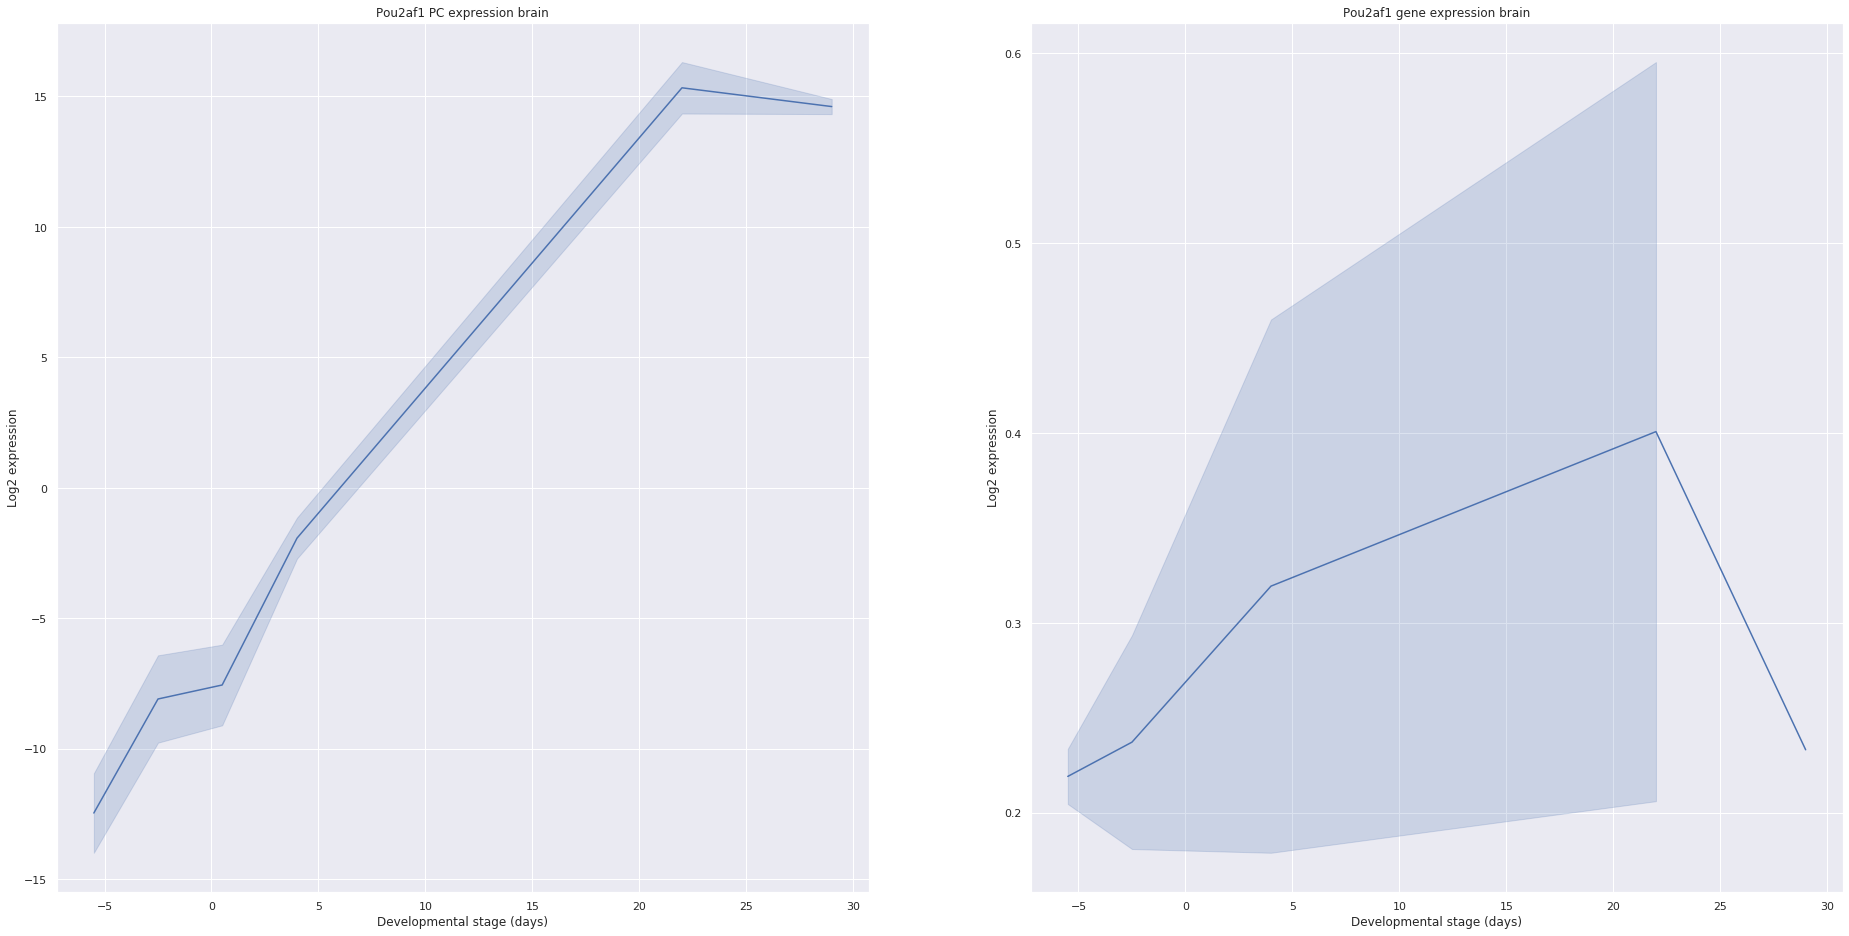 Pou2af1 PC expression brain
Log2 expression
15
10
5
0
−5
−10
−15
−5 0 5 10 15 20 25 30
Developmental stage (days)
Pou2af1 gene expression brain
Log2 expression
0.6
0.5
0.4
0.3
0.2
−5 0 5 10 15 20 25 30
Developmental stage (days)